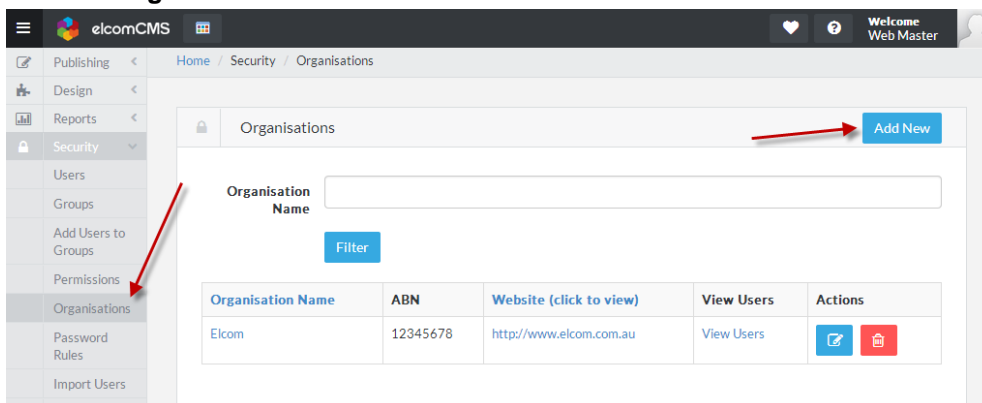 elcomCMS
Welcome
Web Master
Publishing
Home / Security / Organisations
Design
Reports
Organisations
Add New
Security
Users
Groups
Add Users to
Groups
Permissions
Organisations
Password
Rules
Import Users
Organisation
Name
Filter
Organisation Name ABN Website (click to view) View Users Actions
Elcom 12345678 http://www.elcom.com.au View Users